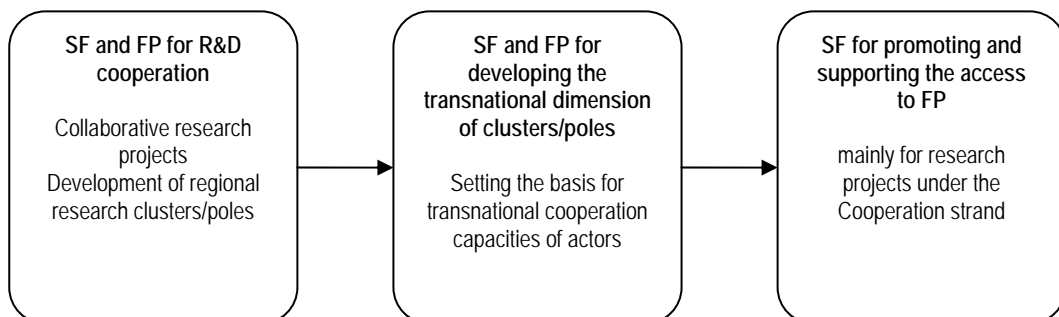 SF and FP for R&D
cooperation
Collaborative research
projects
Development of regional
research clusters/poles
SF and FP for
developing the
transnational dimension
of clusters/poles
Setting the basis for
transnational cooperation
capacities of actors
SF for promoting and
supporting the access
to FP
mainly for research
projects under the
Cooperation strand